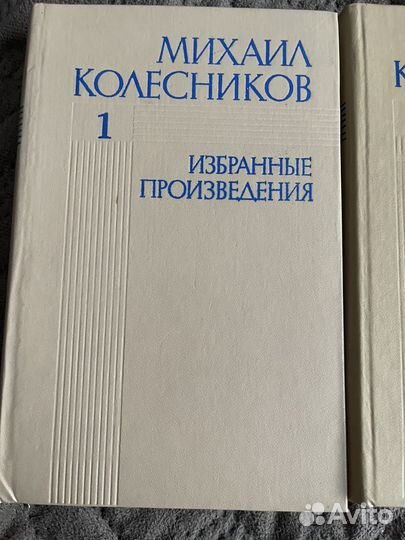 МИХАИЛ
КОЛЕСНИКОВ
1
ИЗБРАННЫЕ
ПРОИЗВЕДЕНИЯ
К
Avito